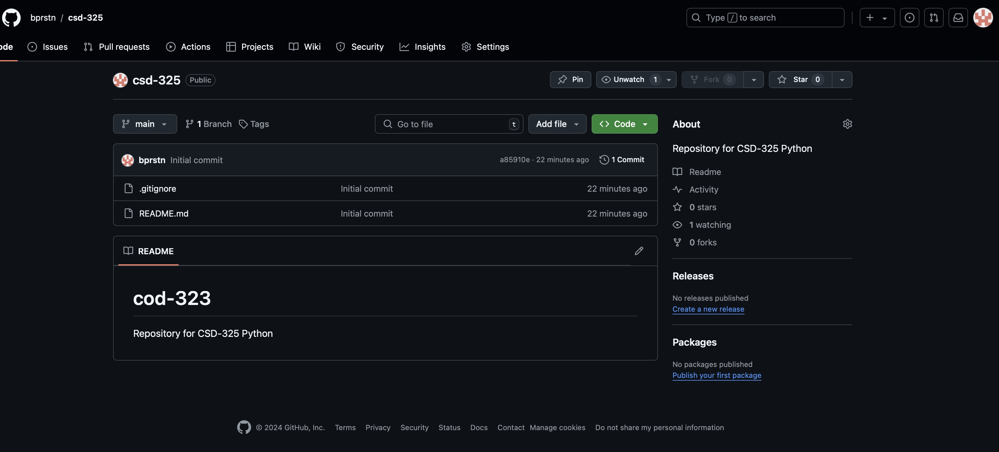 bprstn / csd-325
Type / to search
ode Issues Pull requests Actions Projects Wiki Security Insights Settings
csd-325 Public
Pin Unwatch 1 Fork 0 Star 0
main 1 Branch Tags Go to file t Add file Code
bprstn Initial commit a85910e · 22 minutes ago 1 Commit
.gitignore Initial commit 22 minutes ago
README.md Initial commit 22 minutes ago
README
cod-323
Repository for CSD-325 Python
About
Repository for CSD-325 Python
Readme
Activity
0 stars
1 watching
0 forks
Releases
No releases published
Create a new release
Packages
No packages published
Publish your first package
© 2024 GitHub, Inc. Terms Privacy Security Status Docs Contact Manage cookies Do not share my personal information